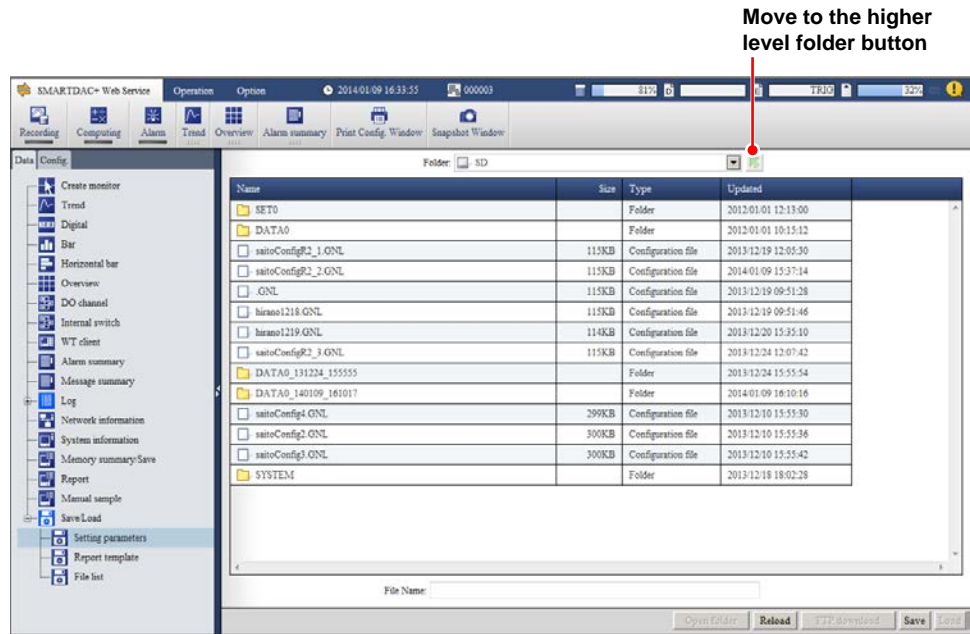 Move to the higher
level folder button
SMARTDAC+ Web Service Operation Option 2014/01/09 16:33:55 000003 81% TRIG 32%
Recording Computing Alarm Trend Overview Alarm summary Print Config. Window Snapshot Window
Data Config. Folder: SD
Create monitor
Trend
Digital
Bar
Horizontal bar
Overview
DO channel
Internal switch
WT client
Alarm summary
Message summary
Log
Network information
System information
Memory summary/Save
Report
Manual sample
Save/Load
Setting parameters
Report template
File list
Name Size Type Updated
SET0 Folder 2012/01/01 12:13:00
DATA0 Folder 2012/01/01 10:15:12
saitoConfigR2_1.GNL 115KB Configuration file 2013/12/19 12:05:30
saitoConfigR2_2.GNL 115KB Configuration file 2014/01/09 15:37:14
.GNL 115KB Configuration file 2013/12/19 09:51:28
hirano1218.GNL 115KB Configuration file 2013/12/19 09:51:46
hirano1219.GNL 114KB Configuration file 2013/12/20 15:35:10
saitoConfigR2_3.GNL 115KB Configuration file 2013/12/24 12:07:42
DATA0_131224_155555 Folder 2013/12/24 15:55:54
DATA0_140109_161017 Folder 2014/01/09 16:10:16
saitoConfig4.GNL 299KB Configuration file 2013/12/10 15:55:30
saitoConfig2.GNL 300KB Configuration file 2013/12/10 15:55:36
saitoConfig3.GNL 300KB Configuration file 2013/12/10 15:55:42
SYSTEM Folder 2013/12/18 18:02:28
File Name:
Open folder Reload FTP download Save Load